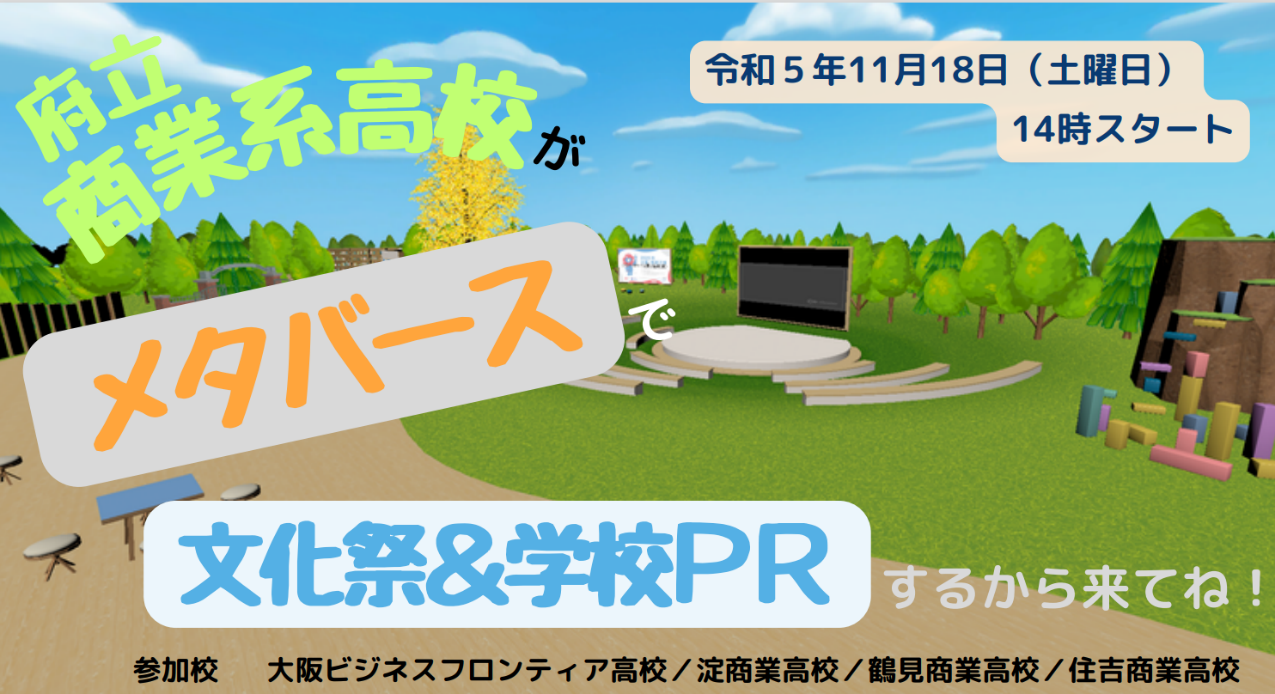 府立
商業系高校が
令和5年11月18日（土曜日）
14時スタート
メタバースで
文化祭&学校PRするから来てね！
参加校　大阪ビジネスフロンティア高校／淀商業高校／鶴見商業高校／住吉商業高校